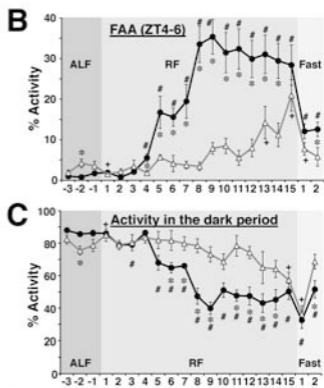 B
FAA (ZT4-6)
ALF RF Fast
% Activity
40
30
20
10
0
-3 -2 -1 1 2 3 4 5 6 7 8 9 10 11 12 13 14 15 1 2
C
Activity in the dark period
% Activity
100
80
60
40
20
0
ALF RF Fast
-3 -2 -1 1 2 3 4 5 6 7 8 9 10 11 12 13 14 15 1 2